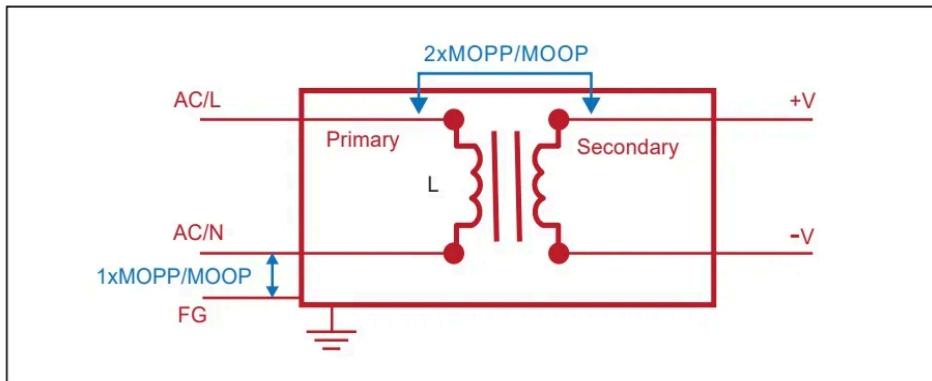 2xMOPP/MOOP
AC/L
+V
Primary
Secondary
L
AC/N
-V
1xMOPP/MOOP
FG